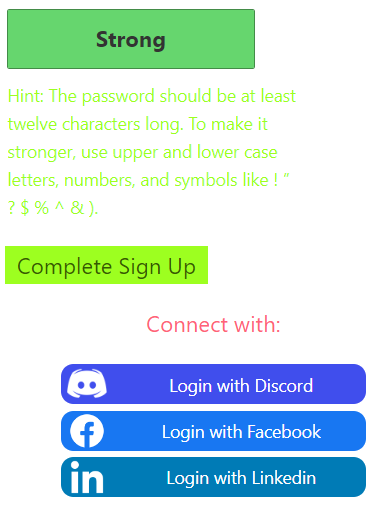 Strong
Hint: The password should be at least
twelve characters long. To make it
stronger, use upper and lower case
letters, numbers, and symbols like ! "
? $ % ^ & ).
Complete Sign Up
Connect with:
Login with Discord
Login with Facebook
in Login with Linkedin